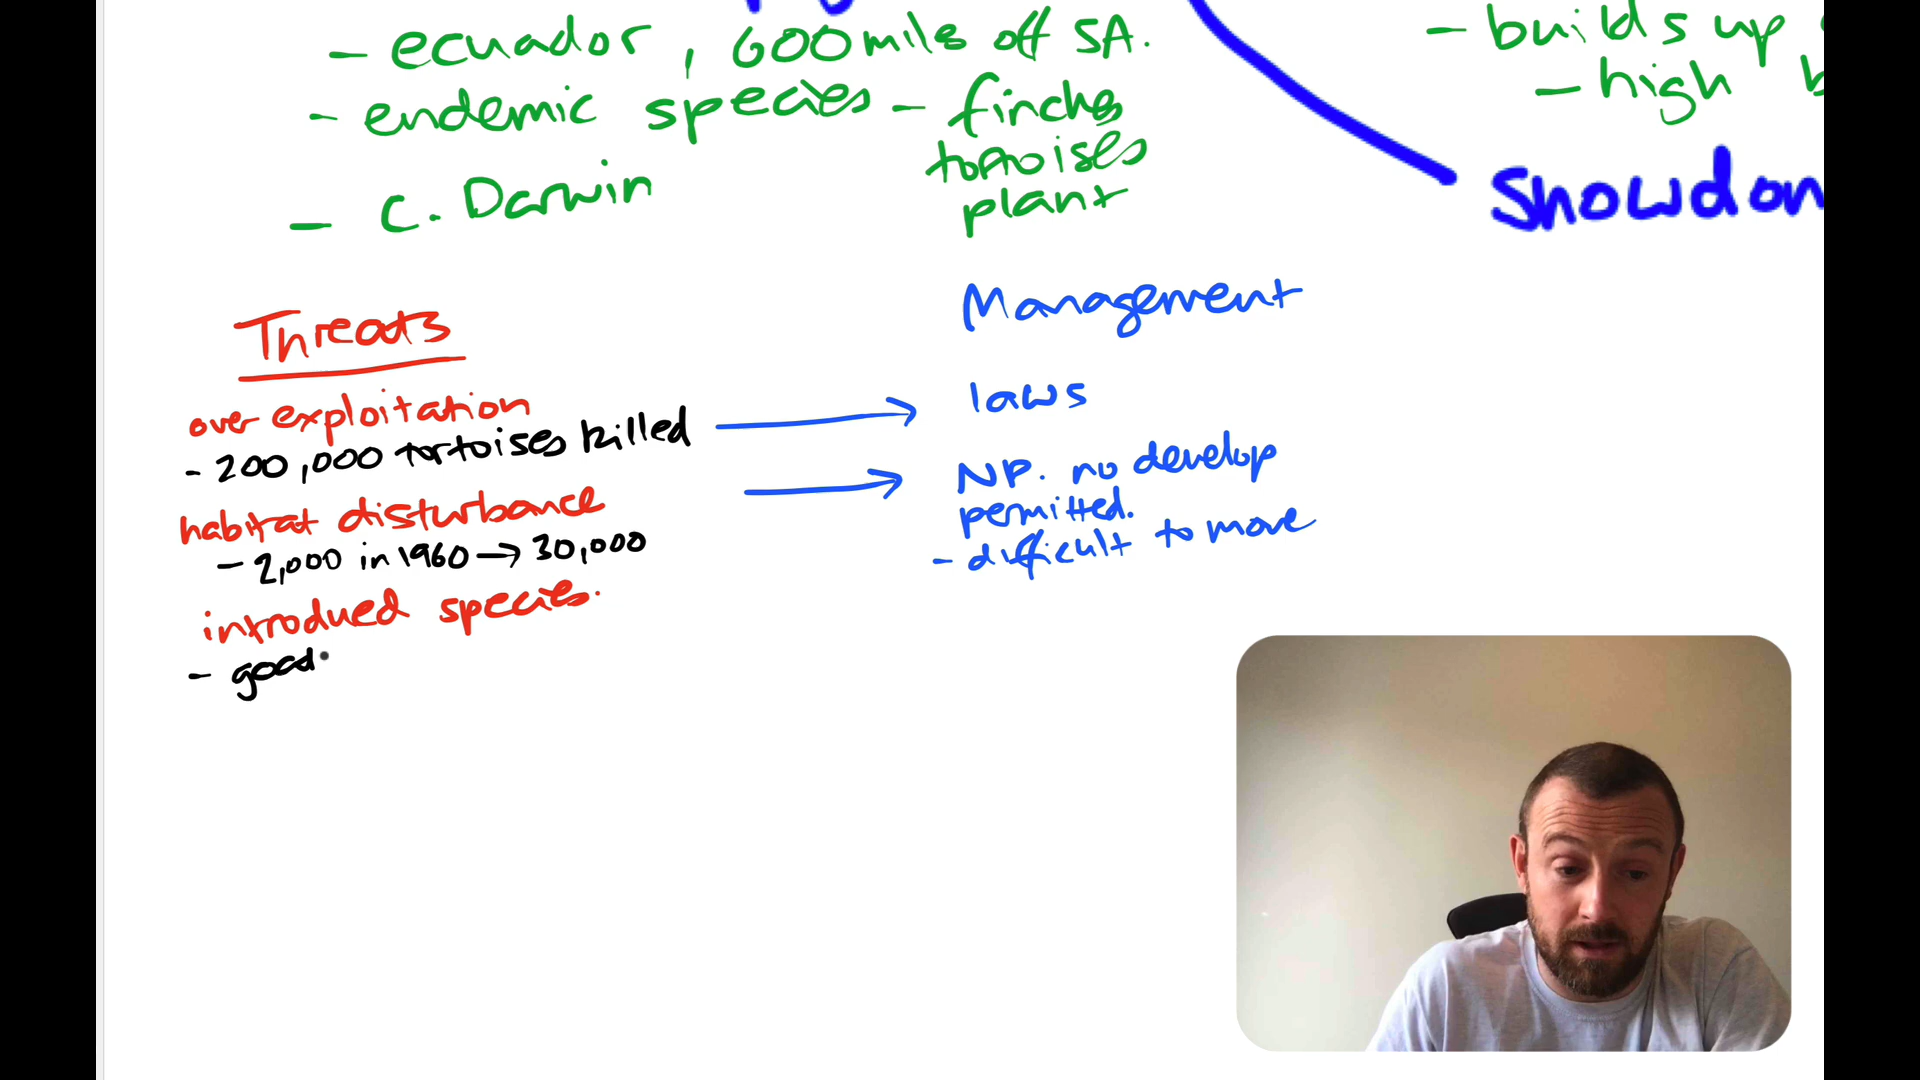 - ecuador , 600 mils off SA.
- endemic species - finches
tortoises
plant
- C. Darwin
- builds up
- high
Snowdon
Threats
over exploitation
- 200,000 tortoises killed
habitat disturbance
- 2,000 in 1960 → 30,000
introdued species.
- goat
Management
laws
NP. no develop
permitted.
- difficult to move